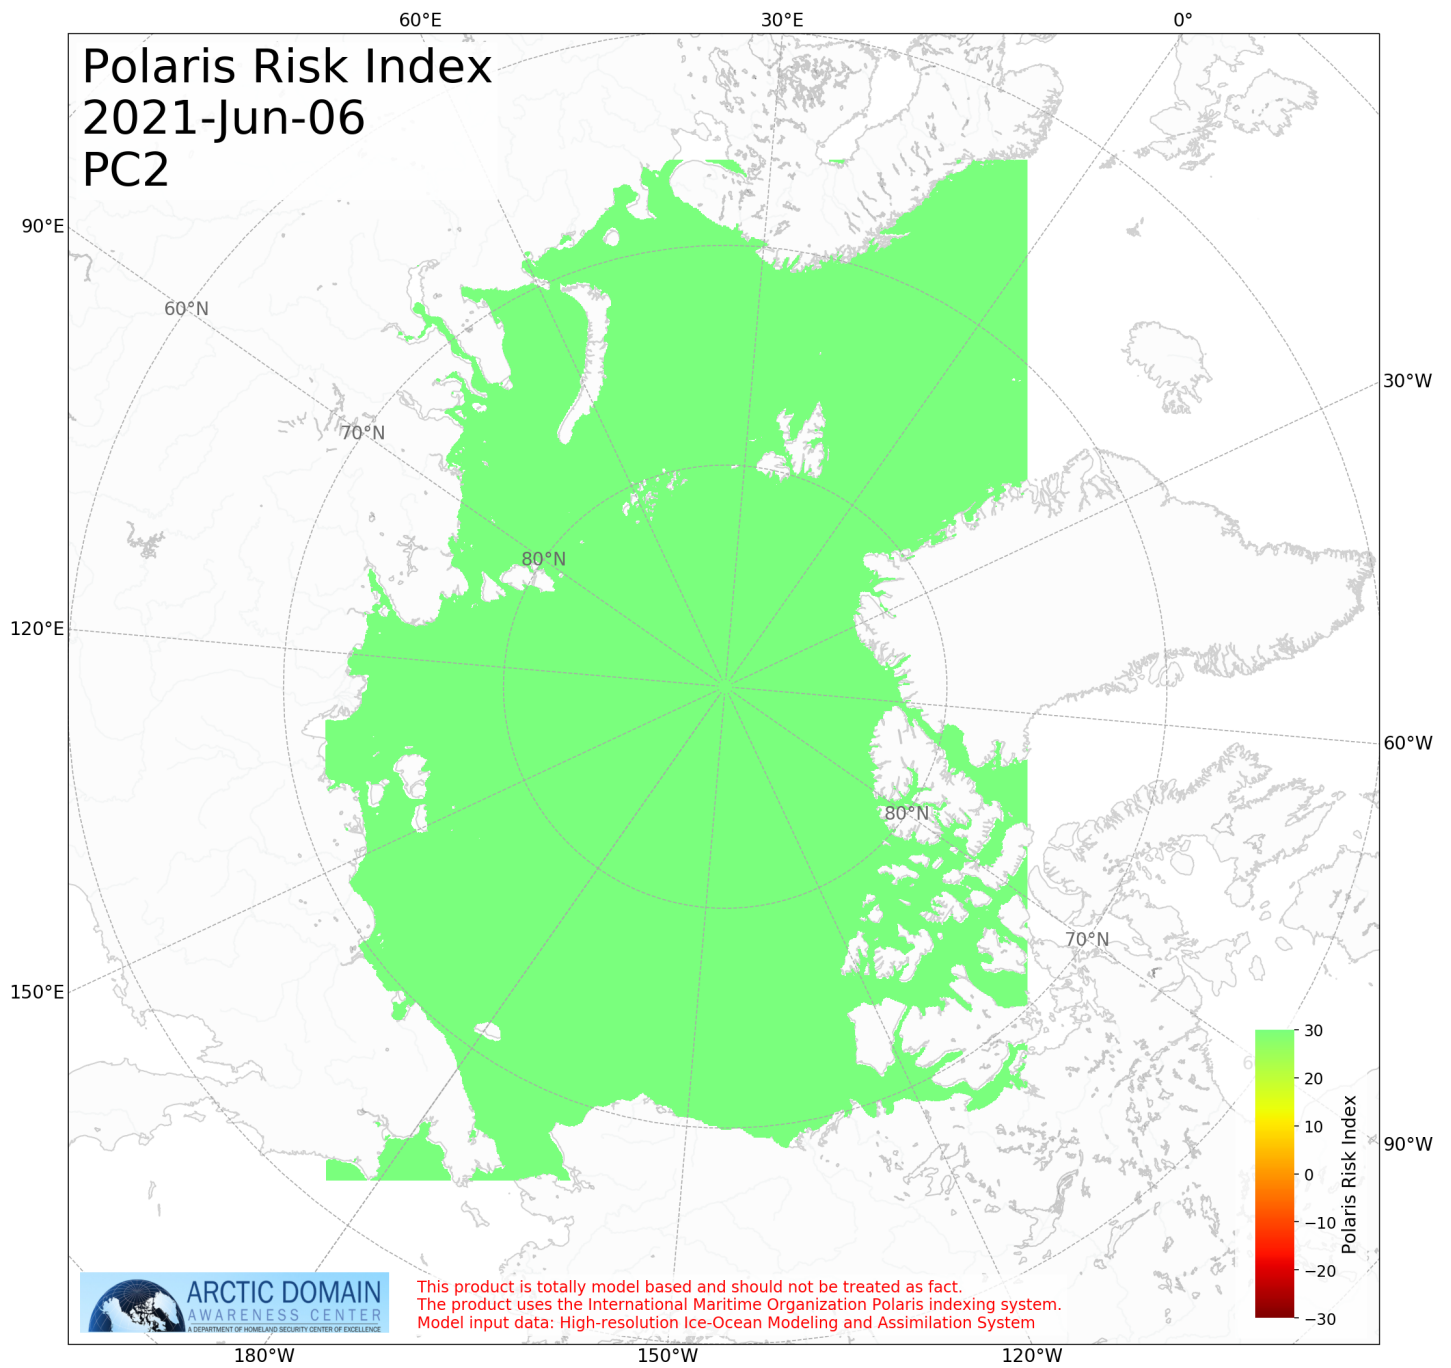 60°E 30°E 0°
Polaris Risk Index
2021-Jun-06
PC2
90°E
60°N
30°W
70°N
80°N
120°E
60°W
80°N
70°N
150°E
30
20
10
0
−10
−20
−30
Polaris Risk Index
90°W
ARCTIC DOMAIN
AWARENESS CENTER
A DEPARTMENT OF HOMELAND SECURITY CENTER OF EXCELLENCE
This product is totally model based and should not be treated as fact.
The product uses the International Maritime Organization Polaris indexing system.
Model input data: High-resolution Ice-Ocean Modeling and Assimilation System
180°W 150°W 120°W